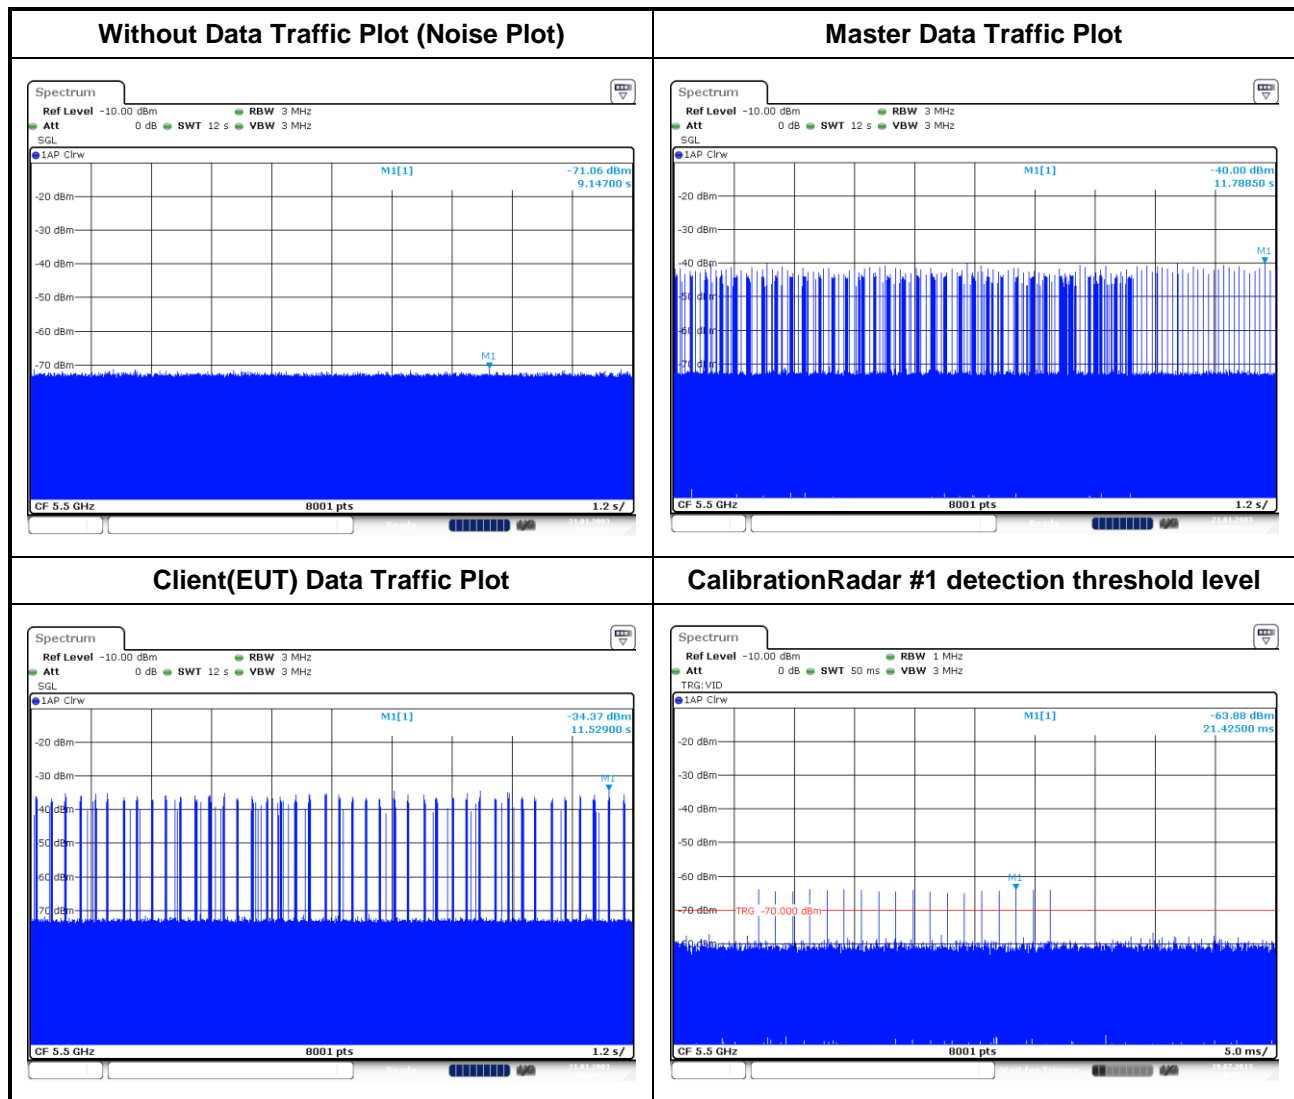 Without Data Traffic Plot (Noise Plot)
Spectrum
Ref Level -10.00 dBm RBW 3 MHz
Att 0 dB SWT 12 s VBW 3 MHz
SGL
1AP Clrw
M1[1] -71.06 dBm
9.14700 s
-20 dBm
-30 dBm
-40 dBm
-50 dBm
-60 dBm
M1
-70 dBm
CF 5.5 GHz 8001 pts 1.2 s/
Master Data Traffic Plot
Spectrum
Ref Level -10.00 dBm RBW 3 MHz
Att 0 dB SWT 12 s VBW 3 MHz
SGL
1AP Clrw
M1[1] -40.00 dBm
11.78850 s
-20 dBm
-30 dBm
M1
-40 dBm
CF 5.5 GHz 8001 pts 1.2 s/
Client(EUT) Data Traffic Plot
Spectrum
Ref Level -10.00 dBm RBW 3 MHz
Att 0 dB SWT 12 s VBW 3 MHz
SGL
1AP Clrw
M1[1] -34.37 dBm
11.52900 s
-20 dBm
-30 dBm
M1
CF 5.5 GHz 8001 pts 1.2 s/
CalibrationRadar #1 detection threshold level
Spectrum
Ref Level -10.00 dBm RBW 1 MHz
Att 0 dB SWT 50 ms VBW 3 MHz
TRG:VID
1AP Clrw
M1[1] -63.88 dBm
21.42500 ms
-20 dBm
-30 dBm
-40 dBm
-50 dBm
-60 dBm
M1
-70 dBm TRG -70.000 dBm
CF 5.5 GHz 8001 pts 5.0 ms/